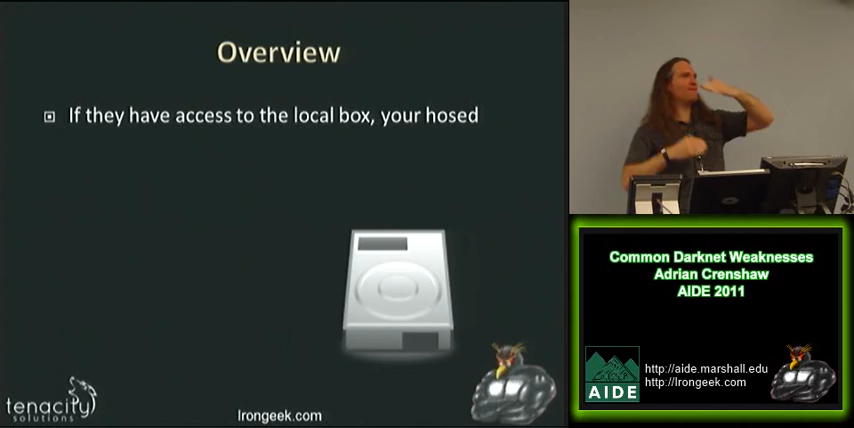 Overview
If they have access to the local box, your hosed
tenacity
solutions
Irongeek.com
Common Darknet Weaknesses
Adrian Crenshaw
AIDE 2011
AIDE
http://aide.marshall.edu
http://Irongeek.com